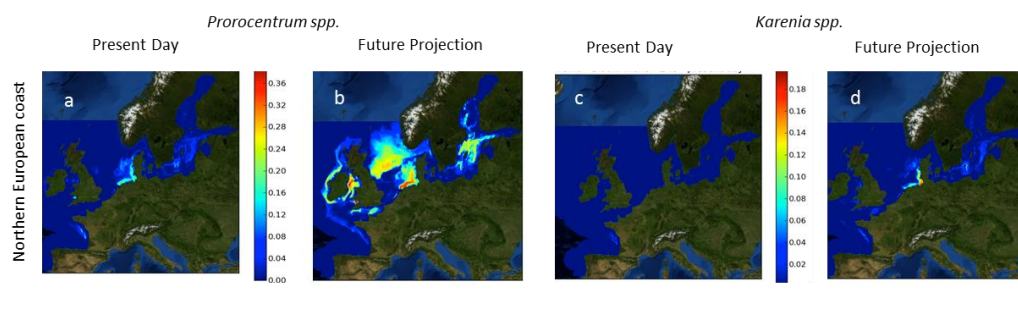 Prorocentrum spp.
Karenia spp.
Present Day
Future Projection
Present Day
Future Projection
Northern European coast
a
b
c
d
0.36
0.32
0.28
0.24
0.20
0.16
0.12
0.08
0.04
0.00
0.18
0.16
0.14
0.12
0.10
0.08
0.06
0.04
0.02